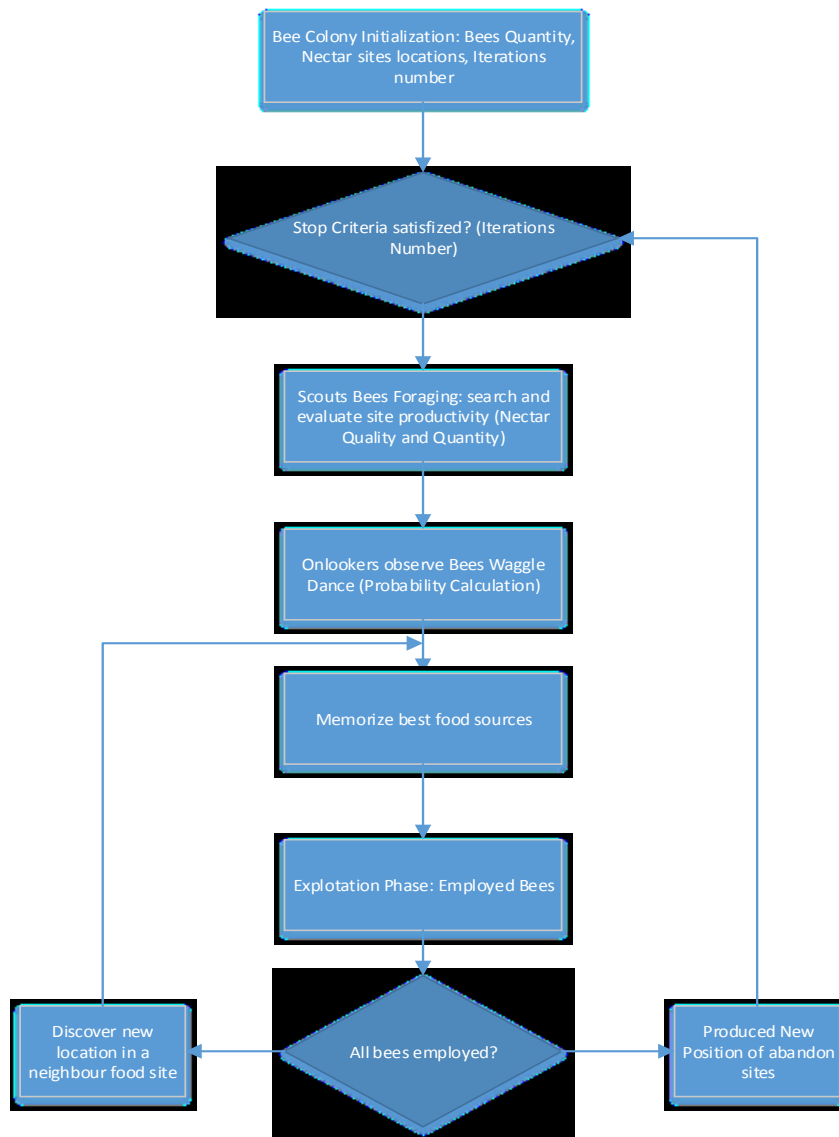 Bee Colony Initialization: Bees Quantity,
Nectar sites locations, Iterations
number
Stop Criteria satisfized? (Iterations
Number)
Scouts Bees Foraging: search and
evaluate site productivity (Nectar
Quality and Quantity)
Onlookers observe Bees Waggle
Dance (Probability Calculation)
Memorize best food sources
Explotation Phase: Employed Bees
Discover new
location in a
neighbour food site
All bees employed?
Produced New
Position of abandon
sites